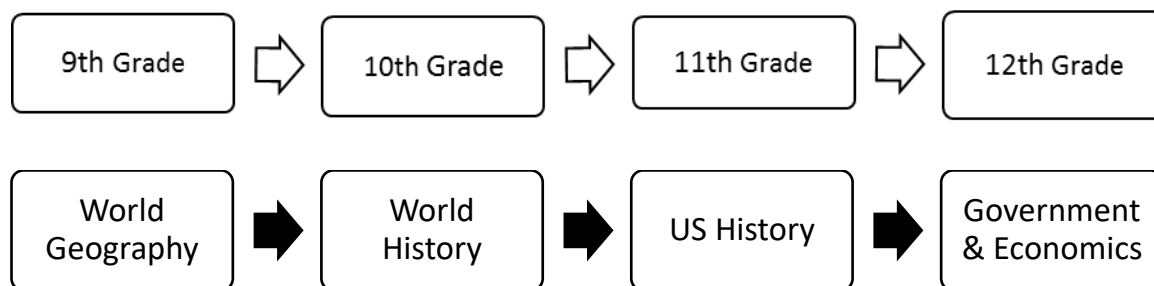 9th Grade
10th Grade
11th Grade
12th Grade
World
Geography
World
History
US History
Government
& Economics